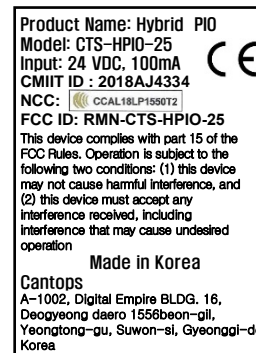 Product Name: Hybrid PIO
Model: CTS-HPIO-25
Input: 24 VDC, 100mA
CE
CMIIT ID : 2018AJ4334
NCC: CCAL18LP1550T2
FCC ID: RMN-CTS-HPIO-25
This device complies with part 15 of the
FCC Rules. Operation is subject to the
following two conditions: (1) this device
may not cause harmful interference, and
(2) this device must accept any
interference received, including
interference that may cause undesired
operation
Made in Korea
Cantops
A-1002, Digital Empire BLDG. 16,
Deogyeong daero 1556beon-gil,
Yeongtong-gu, Suwon-si, Gyeonggi-d
Korea